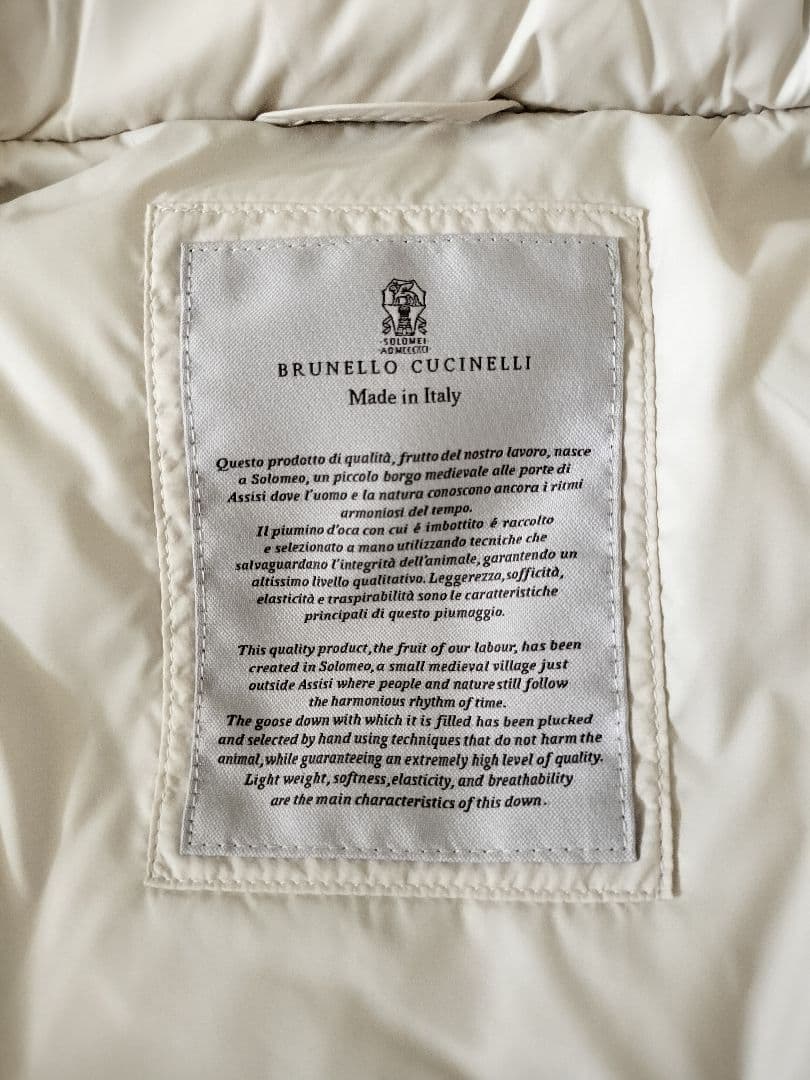 ·SOLOMEI·
BRUNELLO CUCINELLI
Made in Italy
Questo prodotto di qualità, frutto del nostro lavoro, nasce
a Solomeo, un piccolo borgo medievale alle porte di
Assisi dove l'uomo e la natura conoscono ancora i ritmi
armoniosi del tempo.
Il piumino d'oca con cui é imbottito é raccolto
e selezionato a mano utilizzando tecniche che
salvaguardano l'integrità dell'animale, garantendo un
altissimo livello qualitativo. Leggerezza, sofficità,
elasticità e traspirabilità sono le caratteristiche
principali di questo piumaggio.
This quality product, the fruit of our labour, has been
created in Solomeo, a small medieval village just
outside Assisi where people and nature still follow
the harmonious rhythm of time.
The goose down with which it is filled has been plucked
and selected by hand using techniques that do not harm the
animal, while guaranteeing an extremely high level of quality.
Light weight, softness, elasticity, and breathability
are the main characteristics of this down.